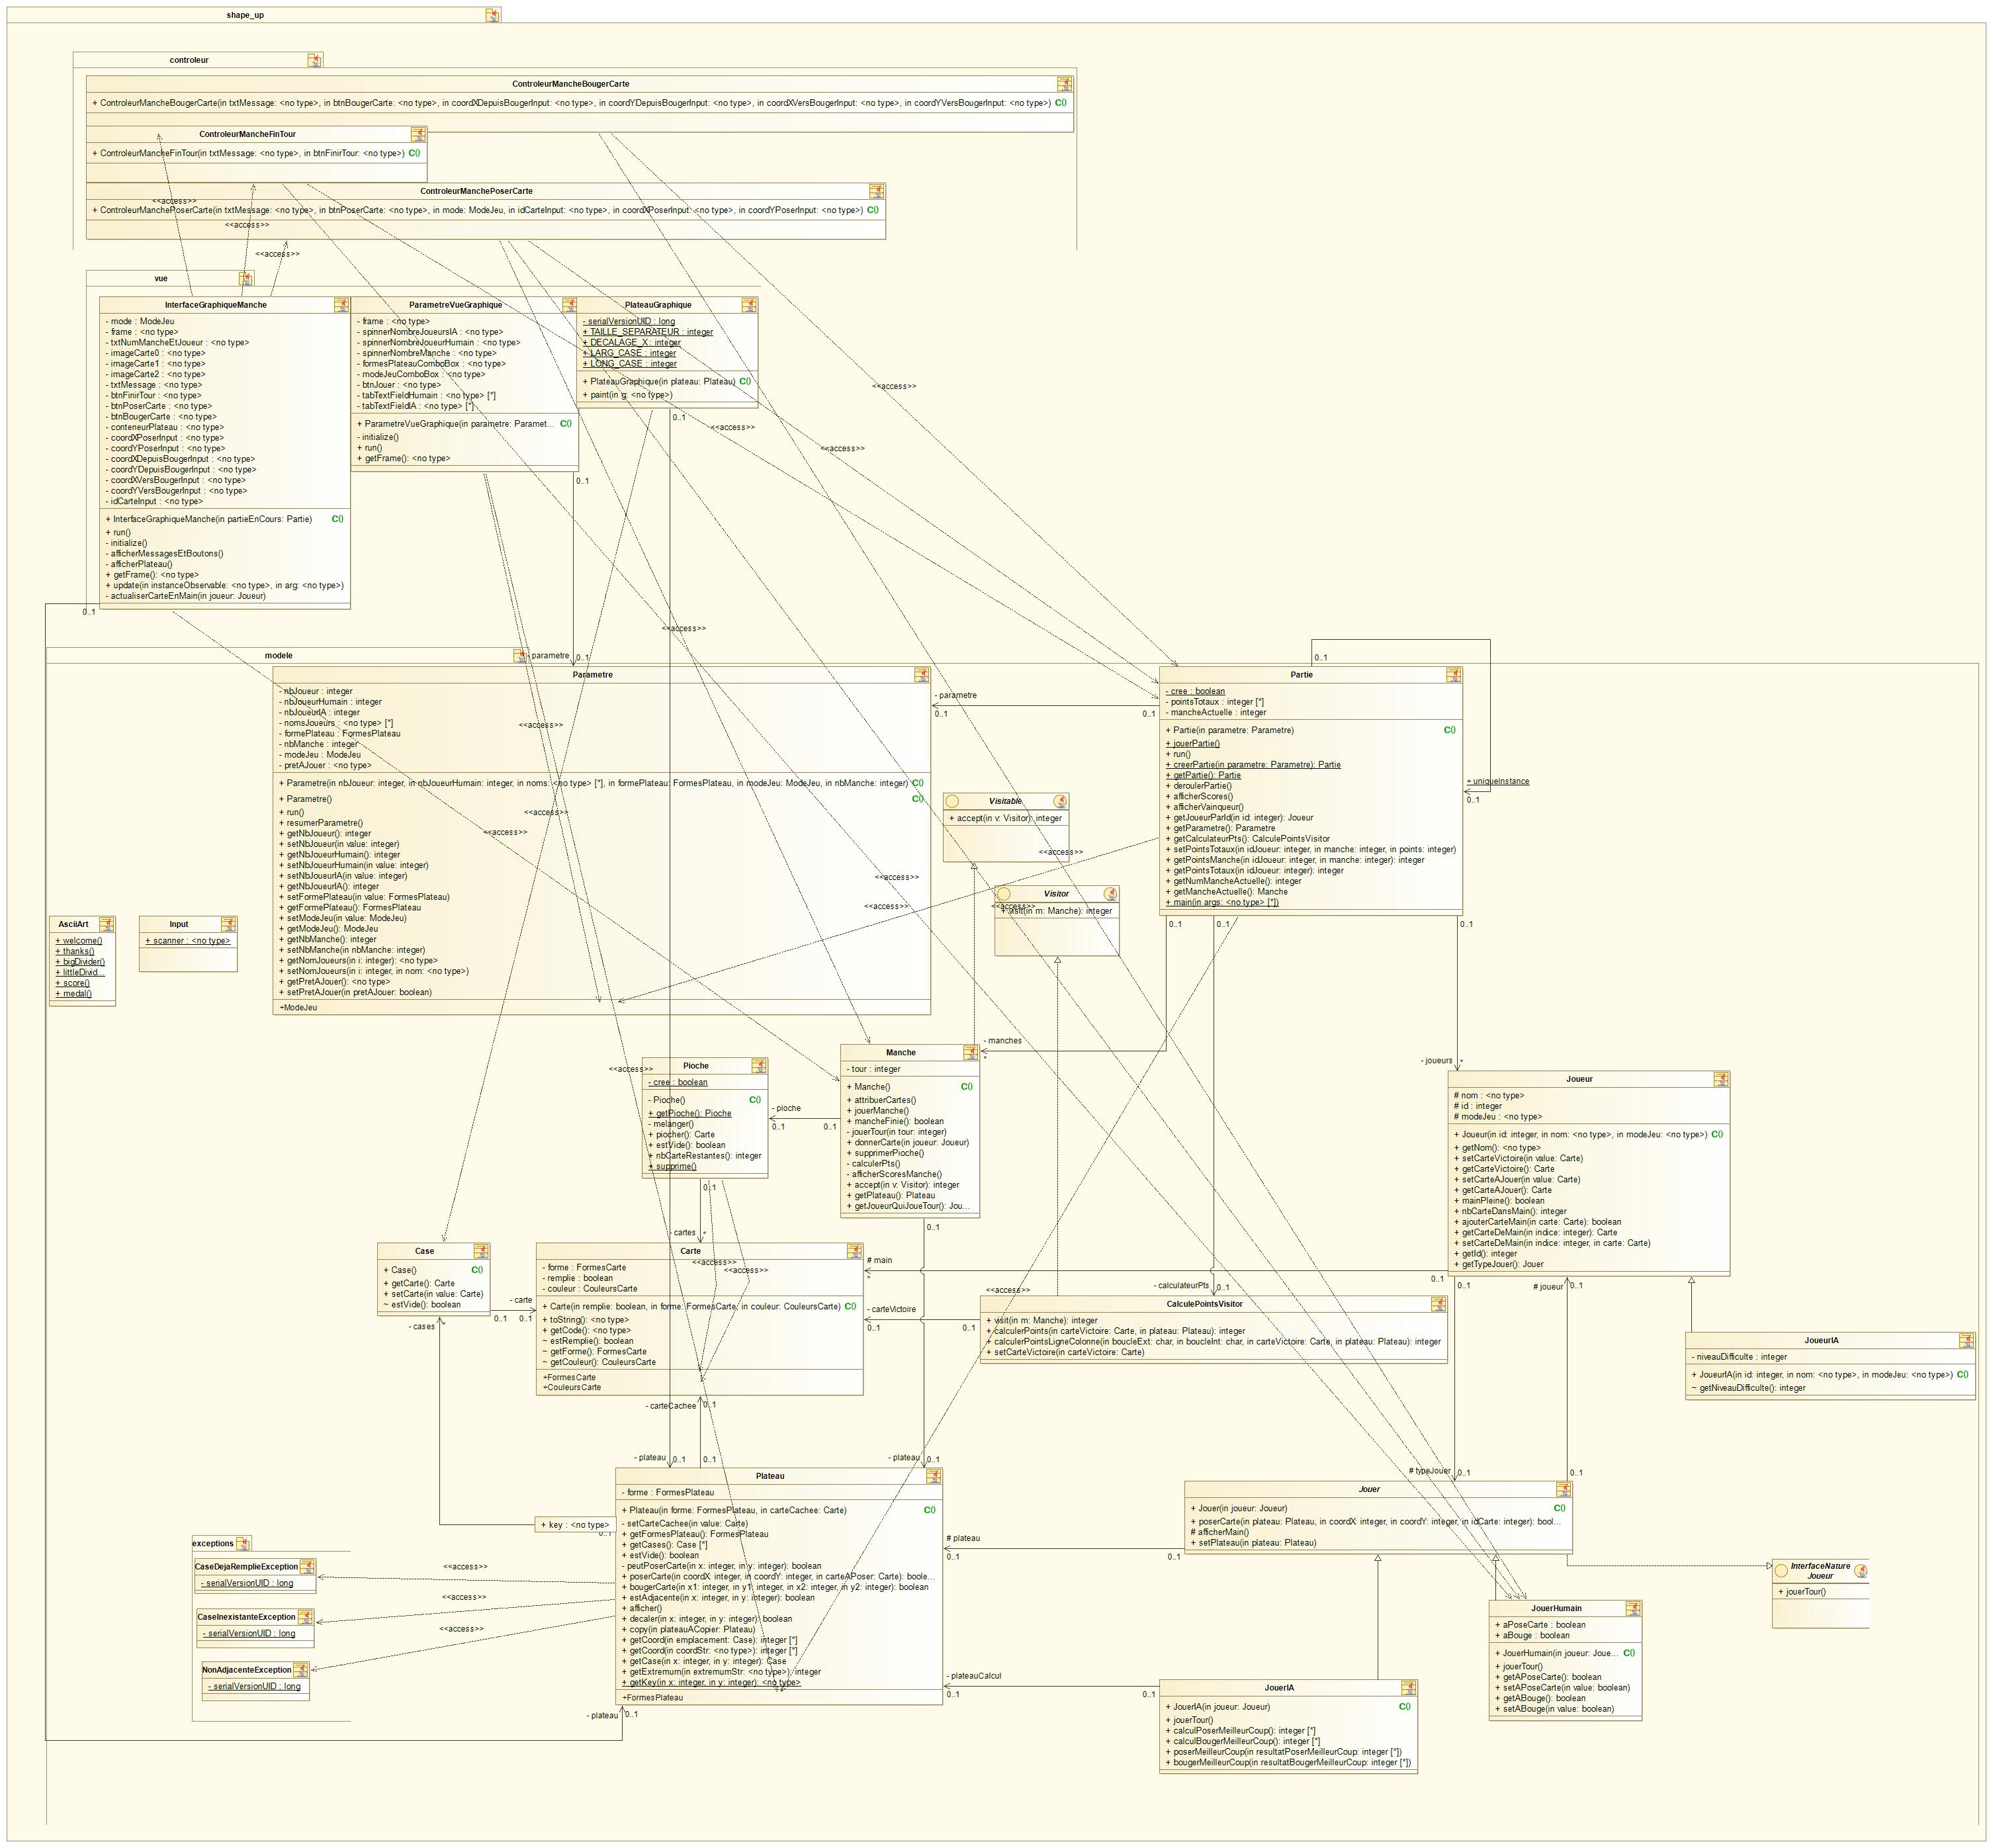 shape_up
controleur
ControleurMancheBougerCarte
+ ControleurMancheBougerCarte(in txtMessage: <no type>, in btnBougerCarte: <no type>, in coordXDepuisBougerInput: <no type>, in coordYDepuisBougerInput: <no type>, in coordXVersBougerInput: <no type>, in coordYVersBougerInput: <no type>) C()
ControleurMancheFinTour
+ ControleurMancheFinTour(in txtMessage: <no type>, in btnFinirTour: <no type>) C()
ControleurManchePoserCarte
+ ControleurManchePoserCarte(in txtMessage: <no type>, in btnPoserCarte: <no type>, in mode: ModeJeu, in idCarteInput: <no type>, in coordXPoserInput: <no type>, in coordYPoserInput: <no type>) C()
<<access>>
<<access>>
<<access>>
vue
InterfaceGraphiqueManche
- mode : ModeJeu
- frame : <no type>
- txtNumMancheEtJoueur : <no type>
- imageCarte0 : <no type>
- imageCarte1 : <no type>
- imageCarte2 : <no type>
- txtMessage : <no type>
- btnFinirTour : <no type>
- btnPoserCarte : <no type>
- btnBougerCarte : <no type>
- conteneurPlateau : <no type>
- coordXPoserInput : <no type>
- coordYPoserInput : <no type>
- coordXDepuisBougerInput : <no type>
- coordYDepuisBougerInput : <no type>
- coordXVersBougerInput : <no type>
- coordYVersBougerInput : <no type>
- idCarteInput : <no type>
+ InterfaceGraphiqueManche(in partieEnCours: Partie) C()
+ run()
- initialize()
- afficherMessagesEtBoutons()
- afficherPlateau()
+ getFrame(): <no type>
+ update(in instanceObservable: <no type>, in arg: <no type>)
- actualiserCarteEnMain(in joueur: Joueur)
0..1
ParametreVueGraphique
- frame : <no type>
- spinnerNombreJoueursIA : <no type>
- spinnerNombreJoueurHumain : <no type>
- spinnerNombreManche : <no type>
- formesPlateauComboBox : <no type>
- modeJeuComboBox : <no type>
- btnJouer : <no type>
- tabTextFieldHumain : <no type> [*]
- tabTextFieldIA : <no type> [*]
+ ParametreVueGraphique(in parametre: Paramet... C()
- initialize()
+ run()
+ getFrame(): <no type>
0..1
PlateauGraphique
- serialVersionUID : long
+ TAILLE_SEPARATEUR : integer
+ DECALAGE_X : integer
+ LARG_CASE : integer
+ LONG_CASE : integer
+ PlateauGraphique(in plateau: Plateau) C()
+ paint(in g: <no type>)
0..1
<<access>>
<<access>>
<<access>>
<<access>>
modele
- parametre
0..1
Parametre
- nbJoueur : integer
- nbJoueurHumain : integer
- nbJoueurIA : integer
- nomsJoueurs : <no type> [*]
- formePlateau : FormesPlateau
- nbManche : integer
- modeJeu : ModeJeu
- pretAJouer : <no type>
+ Parametre(in nbJoueur: integer, in nbJoueurHumain: integer, in noms: <no type> [*], in formePlateau: FormesPlateau, in modeJeu: ModeJeu, in nbManche: integer) C()
+ Parametre() C()
+ run()
+ resumerParametre()
+ getNbJoueur(): integer
+ setNbJoueur(in value: integer)
+ getNbJoueurHumain(): integer
+ setNbJoueurHumain(in value: integer)
+ setNbJoueurIA(in value: integer)
+ getNbJoueurIA(): integer
+ setFormePlateau(in value: FormesPlateau)
+ getFormePlateau(): FormesPlateau
+ setModeJeu(in value: ModeJeu)
+ getModeJeu(): ModeJeu
+ getNbManche(): integer
+ setNbManche(in nbManche: integer)
+ getNomJoueurs(in i: integer): <no type>
+ setNomJoueurs(in i: integer, in nom: <no type>)
+ getPretAJouer(): <no type>
+ setPretAJouer(in pretAJouer: boolean)
+ModeJeu
<<access>>
<<access>>
<<access>>
- parametre
0..1
0..1
Partie
- cree : boolean
- pointsTotaux : integer [*]
- mancheActuelle : integer
+ Partie(in parametre: Parametre) C()
+ jouerPartie()
+ run()
+ creerPartie(in parametre: Parametre): Partie
+ getPartie(): Partie
+ deroulerPartie()
+ afficherScores()
+ afficherVainqueur()
+ getJoueurParId(in id: integer): Joueur
+ getParametre(): Parametre
+ getCalculateurPts(): CalculePointsVisitor
+ setPointsTotaux(in idJoueur: integer, in manche: integer, in points: integer)
+ getPointsManche(in idJoueur: integer, in manche: integer): integer
+ getPointsTotaux(in idJoueur: integer): integer
+ getNumMancheActuelle(): integer
+ getMancheActuelle(): Manche
+ main(in args: <no type> [*])
0..1
+ uniqueInstance
0..1
Visitable
+ accept(in v: Visitor): integer
<<access>>
<<access>>
<<access>>
Visitor
<<access>>
+ visit(in m: Manche): integer
0..1
0..1
0..1
AsciiArt
+ welcome()
+ thanks()
+ bigDivider()
+ littleDivid...
+ score()
+ medal()
Input
+ scanner : <no type>
Pioche
- cree : boolean
- Pioche() C()
+ getPioche(): Pioche
- melanger()
+ piocher(): Carte
+ estVide(): boolean
+ nbCarteRestantes(): integer
+ supprime()
<<access>>
0..1
- pioche
0..1
0..1
Manche
- tour : integer
+ Manche() C()
+ attribuerCartes()
+ jouerManche()
+ mancheFinie(): boolean
- jouerTour(in tour: integer)
+ donnerCarte(in joueur: Joueur)
+ supprimerPioche()
- calculerPts()
- afficherScoresManche()
+ accept(in v: Visitor): integer
+ getPlateau(): Plateau
+ getJoueurQuiJoueTour(): Jou...
- manches
*
0..1
- joueurs
*
Joueur
# nom : <no type>
# id : integer
# modeJeu : <no type>
+ Joueur(in id: integer, in nom: <no type>, in modeJeu: <no type>) C()
+ getNom(): <no type>
+ setCarteVictoire(in value: Carte)
+ getCarteVictoire(): Carte
+ setCarteAJouer(in value: Carte)
+ getCarteAJouer(): Carte
+ mainPleine(): boolean
+ nbCarteDansMain(): integer
+ ajouterCarteMain(in carte: Carte): boolean
+ getCarteDeMain(in indice: integer): Carte
+ setCarteDeMain(in indice: integer, in carte: Carte)
+ getId(): integer
+ getTypeJouer(): Jouer
Case
+ Case() C()
+ getCarte(): Carte
+ setCarte(in value: Carte)
~ estVide(): boolean
- carte
0..1
0..1
- cases
*
- cartes
*
Carte
- forme : FormesCarte
- remplie : boolean
- couleur : CouleursCarte
+ Carte(in remplie: boolean, in forme: FormesCarte, in couleur: CouleursCarte) C()
+ toString(): <no type>
+ getCode(): <no type>
~ estRemplie(): boolean
~ getForme(): FormesCarte
~ getCouleur(): CouleursCarte
+FormesCarte
+CouleursCarte
<<access>>
<<access>>
# main
*
0..1
- carteVictoire
0..1
0..1
<<access>>
- calculateurPts
0..1
CalculePointsVisitor
+ visit(in m: Manche): integer
+ calculerPoints(in carteVictoire: Carte, in plateau: Plateau): integer
+ calculerPointsLigneColonne(in boucleExt: char, in boucleInt: char, in carteVictoire: Carte, in plateau: Plateau): integer
+ setCarteVictoire(in carteVictoire: Carte)
0..1
# joueur
0..1
JoueurIA
- niveauDifficulte : integer
+ JoueurIA(in id: integer, in nom: <no type>, in modeJeu: <no type>) C()
~ getNiveauDifficulte(): integer
- carteCachee
0..1
- plateau
0..1
0..1
- plateau
0..1
Plateau
- forme : FormesPlateau
+ Plateau(in forme: FormesPlateau, in carteCachee: Carte) C()
- setCarteCachee(in value: Carte)
+ getFormesPlateau(): FormesPlateau
+ getCases(): Case [*]
+ estVide(): boolean
- peutPoserCarte(in x: integer, in y: integer): boolean
+ poserCarte(in coordX: integer, in coordY: integer, in carteAPoser: Carte): boole...
+ bougerCarte(in x1: integer, in y1: integer, in x2: integer, in y2: integer): boolean
+ estAdjacente(in x: integer, in y: integer): boolean
+ afficher()
+ decaler(in x: integer, in y: integer): boolean
+ copy(in plateauACopier: Plateau)
+ getCoord(in emplacement: Case): integer [*]
+ getCoord(in coordStr: <no type>): integer [*]
+ getCase(in x: integer, in y: integer): Case
+ getExtremum(in extremumStr: <no type>): integer
+ getKey(in x: integer, in y: integer): <no type>
+FormesPlateau
+ key : <no type>
0..1
- plateau
0..1
exceptions
CaseDejaRemplieException
- serialVersionUID : long
CaseInexistanteException
- serialVersionUID : long
NonAdjacenteException
- serialVersionUID : long
<<access>>
<<access>>
<<access>>
# typeJouer
0..1
0..1
Jouer
+ Jouer(in joueur: Joueur) C()
+ poserCarte(in plateau: Plateau, in coordX: integer, in coordY: integer, in idCarte: integer): bool...
# afficherMain()
+ setPlateau(in plateau: Plateau)
# plateau
0..1
0..1
InterfaceNature
Joueur
+ jouerTour()
JouerHumain
- aPoseCarte : boolean
- aBouge : boolean
+ JouerHumain(in joueur: Joue... C()
+ jouerTour()
+ getAPoseCarte(): boolean
+ setAPoseCarte(in value: boolean)
+ getABouge(): boolean
+ setABouge(in value: boolean)
- plateauCalcul
0..1
0..1
JouerIA
+ JouerIA(in joueur: Joueur) C()
+ jouerTour()
+ calculPoserMeilleurCoup(): integer [*]
+ calculBougerMeilleurCoup(): integer [*]
+ poserMeilleurCoup(in resultatPoserMeilleurCoup: integer [*])
+ bougerMeilleurCoup(in resultatBougerMeilleurCoup: integer [*])